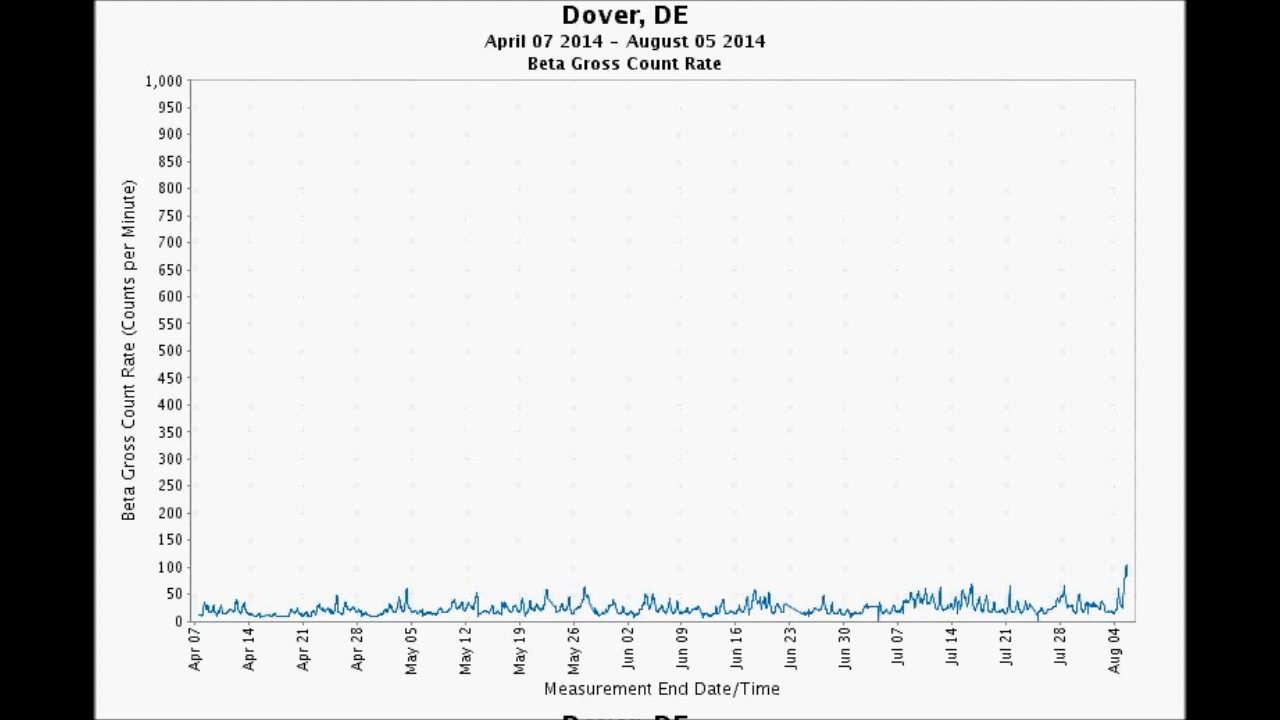 Dover, DE
April 07 2014 - August 05 2014
Beta Gross Count Rate
1,000
950
900
850
800
750
700
650
600
550
500
450
400
350
300
250
200
150
100
50
0
Beta Gross Count Rate (Counts per Minute)
Apr 07
Apr 14
Apr 21
Apr 28
May 05
May 12
May 19
May 26
Jun 02
Jun 09
Jun 16
Jun 23
Jun 30
Jul 07
Jul 14
Jul 21
Jul 28
Aug 04
Measurement End Date/Time
Dover, DE